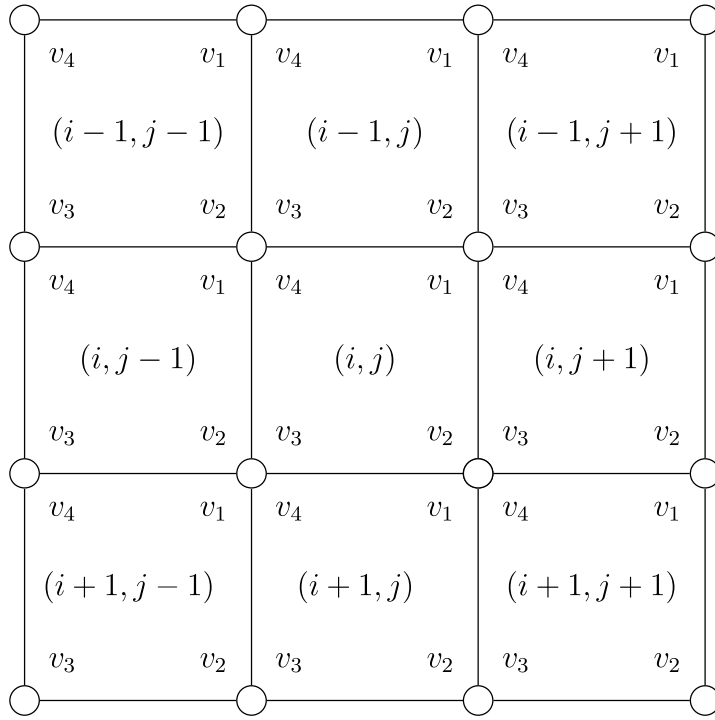 v₄ v₁ v₄ v₁ v₄ v₁
(i − 1, j − 1) (i − 1, j) (i − 1, j + 1)
v₃ v₂ v₃ v₂ v₃ v₂
v₄ v₁ v₄ v₁ v₄ v₁
(i, j − 1) (i, j) (i, j + 1)
v₃ v₂ v₃ v₂ v₃ v₂
v₄ v₁ v₄ v₁ v₄ v₁
(i + 1, j − 1) (i + 1, j) (i + 1, j + 1)
v₃ v₂ v₃ v₂ v₃ v₂